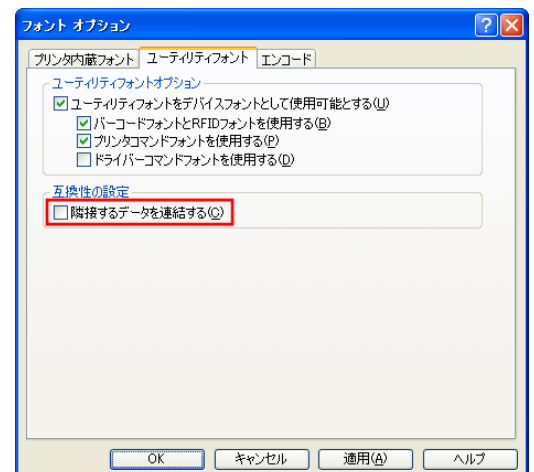 フォント オプション
プリンタ内蔵フォント ユーティリティフォント エンコード
ユーティリティフォントオプション
ユーティリティフォントをデバイスフォントとして使用可能とする(U)
バーコードフォントとRFIDフォントを使用する(B)
プリンタコマンドフォントを使用する(P)
ドライバーコマンドフォントを使用する(D)
互換性の設定
隣接するデータを連結する(C)
OK キャンセル 適用(A) ヘルプ